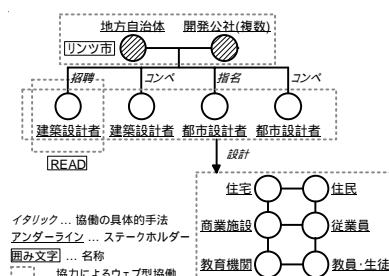 地方自治体 開発公社(複数)
リンツ市
招聘 コンペ 指名 コンペ
建築設計者 建築設計者 都市設計者 都市設計者
READ
設計
住宅 住民
商業施設 従業員
教育機関 教員・生徒
イタリック … 協働の具体的手法
アンダーライン … ステークホルダー
囲み文字 … 名称
… 協力によるウェブ型協働